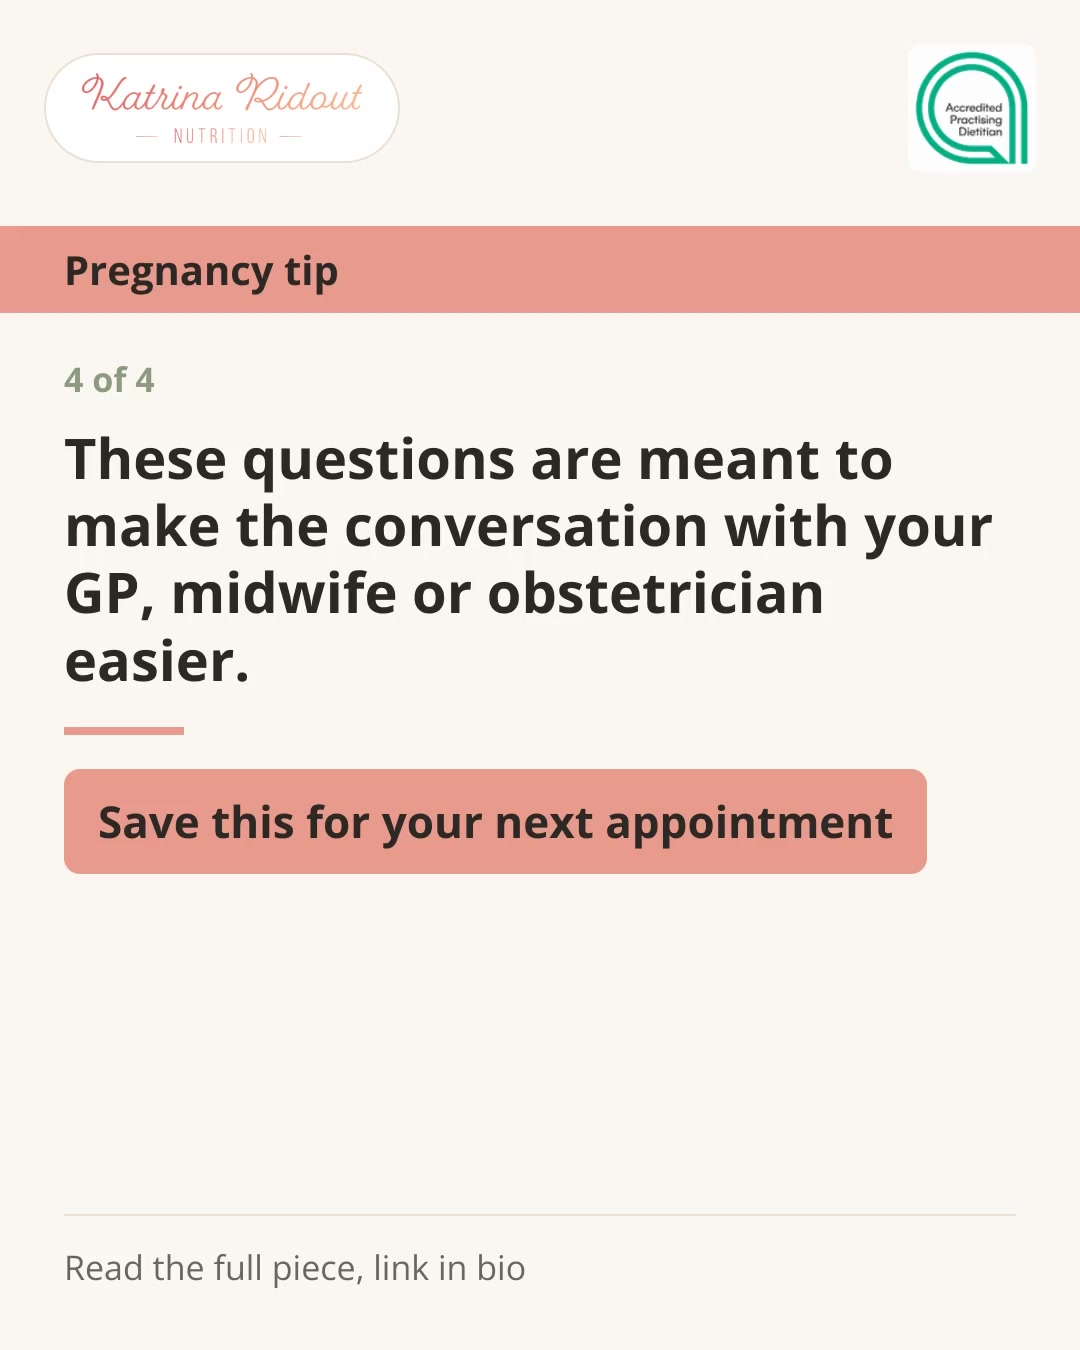 Katrina Ridout
NUTRITION
Accredited
Practising
Dietitian
Pregnancy tip
4 of 4
These questions are meant to
make the conversation with your
GP, midwife or obstetrician
easier.
Save this for your next appointment
Read the full piece, link in bio